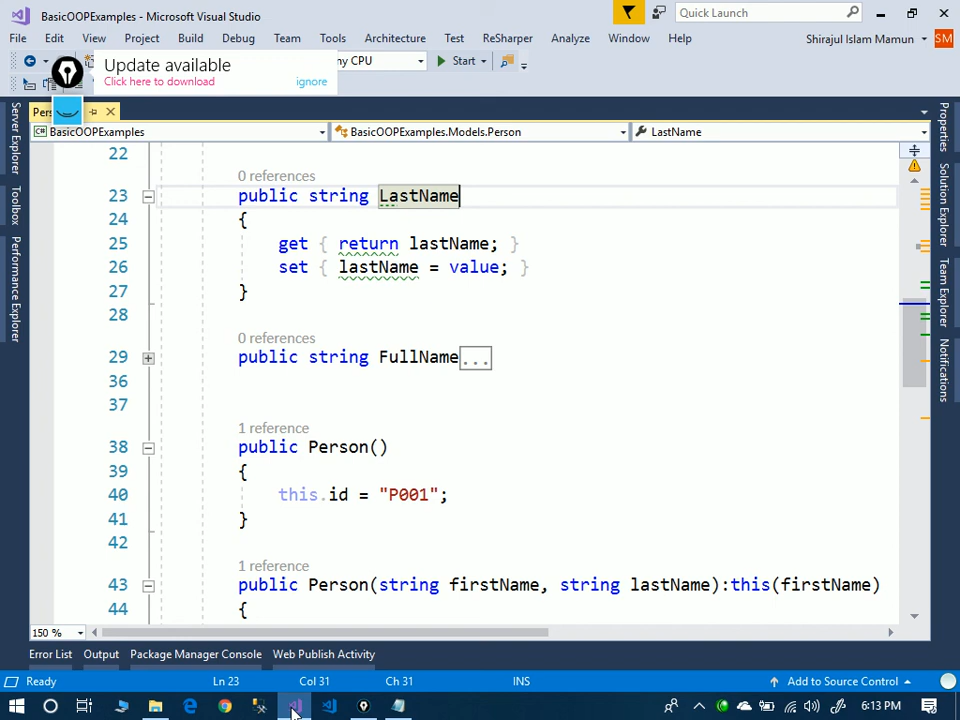 BasicOOPExamples - Microsoft Visual Studio
Quick Launch
File Edit View Project Build Debug Team Tools Architecture Test ReSharper Analyze Window Help
Shirajul Islam Mamun SM
Update available
Click here to download ignore
ny CPU Start
Pers
BasicOOPExamples BasicOOPExamples.Models.Person LastName
Server Explorer
Toolbox
Performance Explorer
Properties
Solution Explorer
Team Explorer
Notifications
22
0 references
23 public string LastName
24 {
25 get { return lastName; }
26 set { lastName = value; }
27 }
28
0 references
29 public string FullName...
36
37
1 reference
38 public Person()
39 {
40 this.id = "P001";
41 }
42
1 reference
43 public Person(string firstName, string lastName):this(firstName)
44 {
150 %
Error List Output Package Manager Console Web Publish Activity
Ready Ln 23 Col 31 Ch 31 INS Add to Source Control
6:13 PM